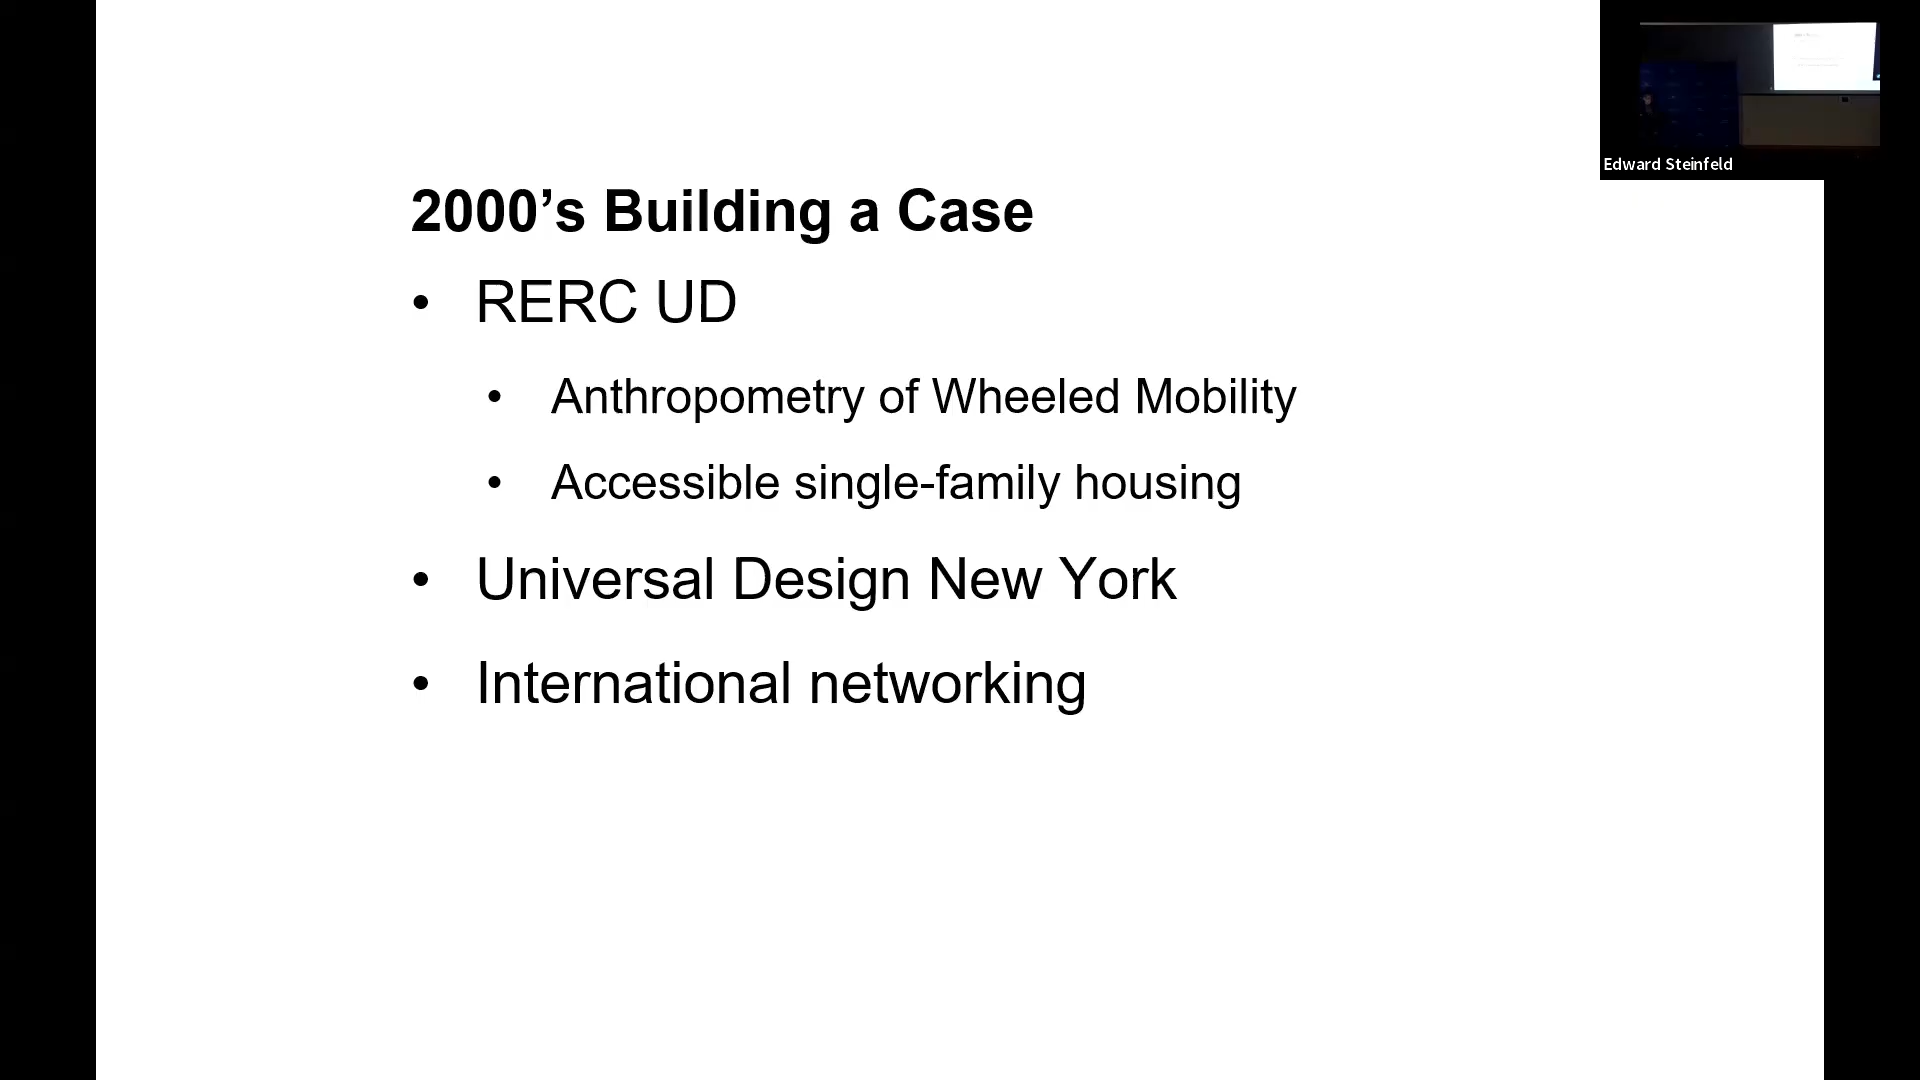 2000’s Building a Case
• RERC UD
• Anthropometry of Wheeled Mobility
• Accessible single-family housing
• Universal Design New York
• International networking
Edward Steinfeld